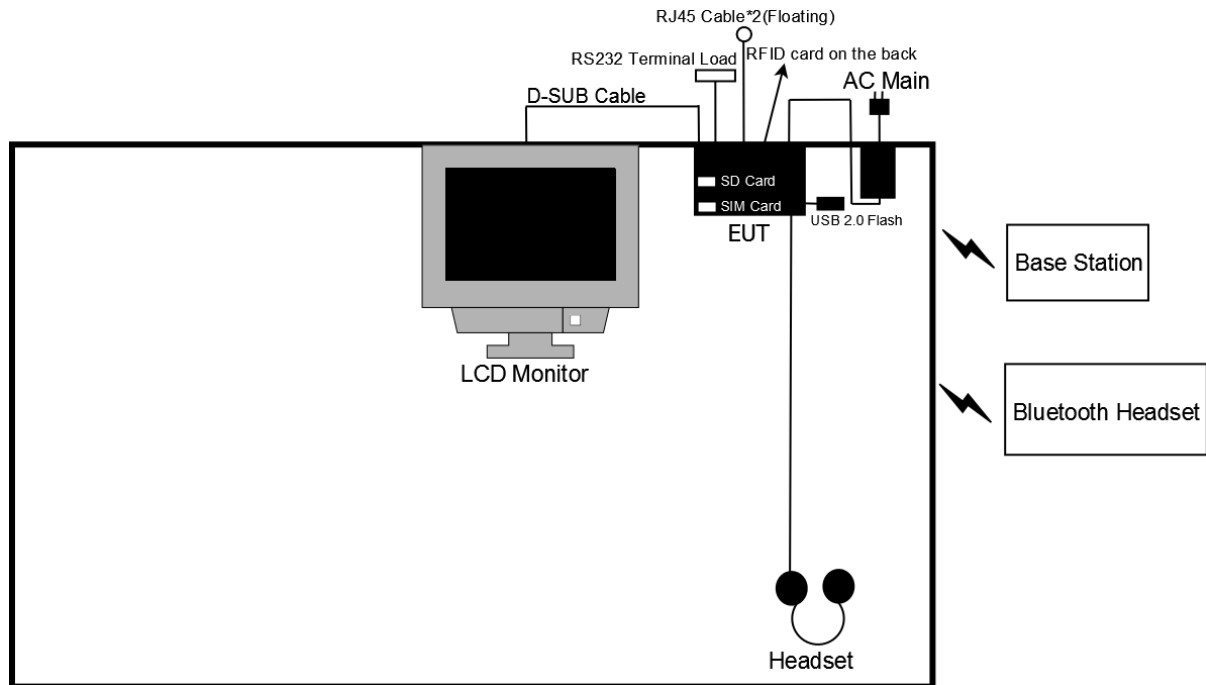 RJ45 Cable*2(Floating)
RS232 Terminal Load
RFID card on the back
AC Main
D-SUB Cable
SD Card
SIM Card
USB 2.0 Flash
EUT
Base Station
LCD Monitor
Bluetooth Headset
Headset